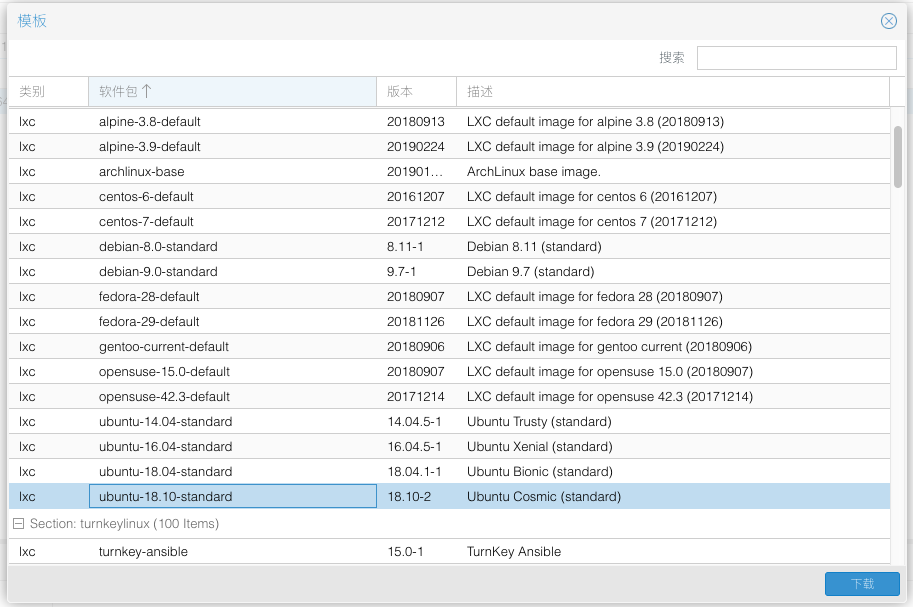 模板
搜索
类别 软件包↑ 版本 描述
lxc alpine-3.8-default 20180913 LXC default image for alpine 3.8 (20180913)
lxc alpine-3.9-default 20190224 LXC default image for alpine 3.9 (20190224)
lxc archlinux-base 201901… ArchLinux base image.
lxc centos-6-default 20161207 LXC default image for centos 6 (20161207)
lxc centos-7-default 20171212 LXC default image for centos 7 (20171212)
lxc debian-8.0-standard 8.11-1 Debian 8.11 (standard)
lxc debian-9.0-standard 9.7-1 Debian 9.7 (standard)
lxc fedora-28-default 20180907 LXC default image for fedora 28 (20180907)
lxc fedora-29-default 20181126 LXC default image for fedora 29 (20181126)
lxc gentoo-current-default 20180906 LXC default image for gentoo current (20180906)
lxc opensuse-15.0-default 20180907 LXC default image for opensuse 15.0 (20180907)
lxc opensuse-42.3-default 20171214 LXC default image for opensuse 42.3 (20171214)
lxc ubuntu-14.04-standard 14.04.5-1 Ubuntu Trusty (standard)
lxc ubuntu-16.04-standard 16.04.5-1 Ubuntu Xenial (standard)
lxc ubuntu-18.04-standard 18.04.1-1 Ubuntu Bionic (standard)
lxc ubuntu-18.10-standard 18.10-2 Ubuntu Cosmic (standard)
Section: turnkeylinux (100 Items)
lxc turnkey-ansible 15.0-1 TurnKey Ansible
下载